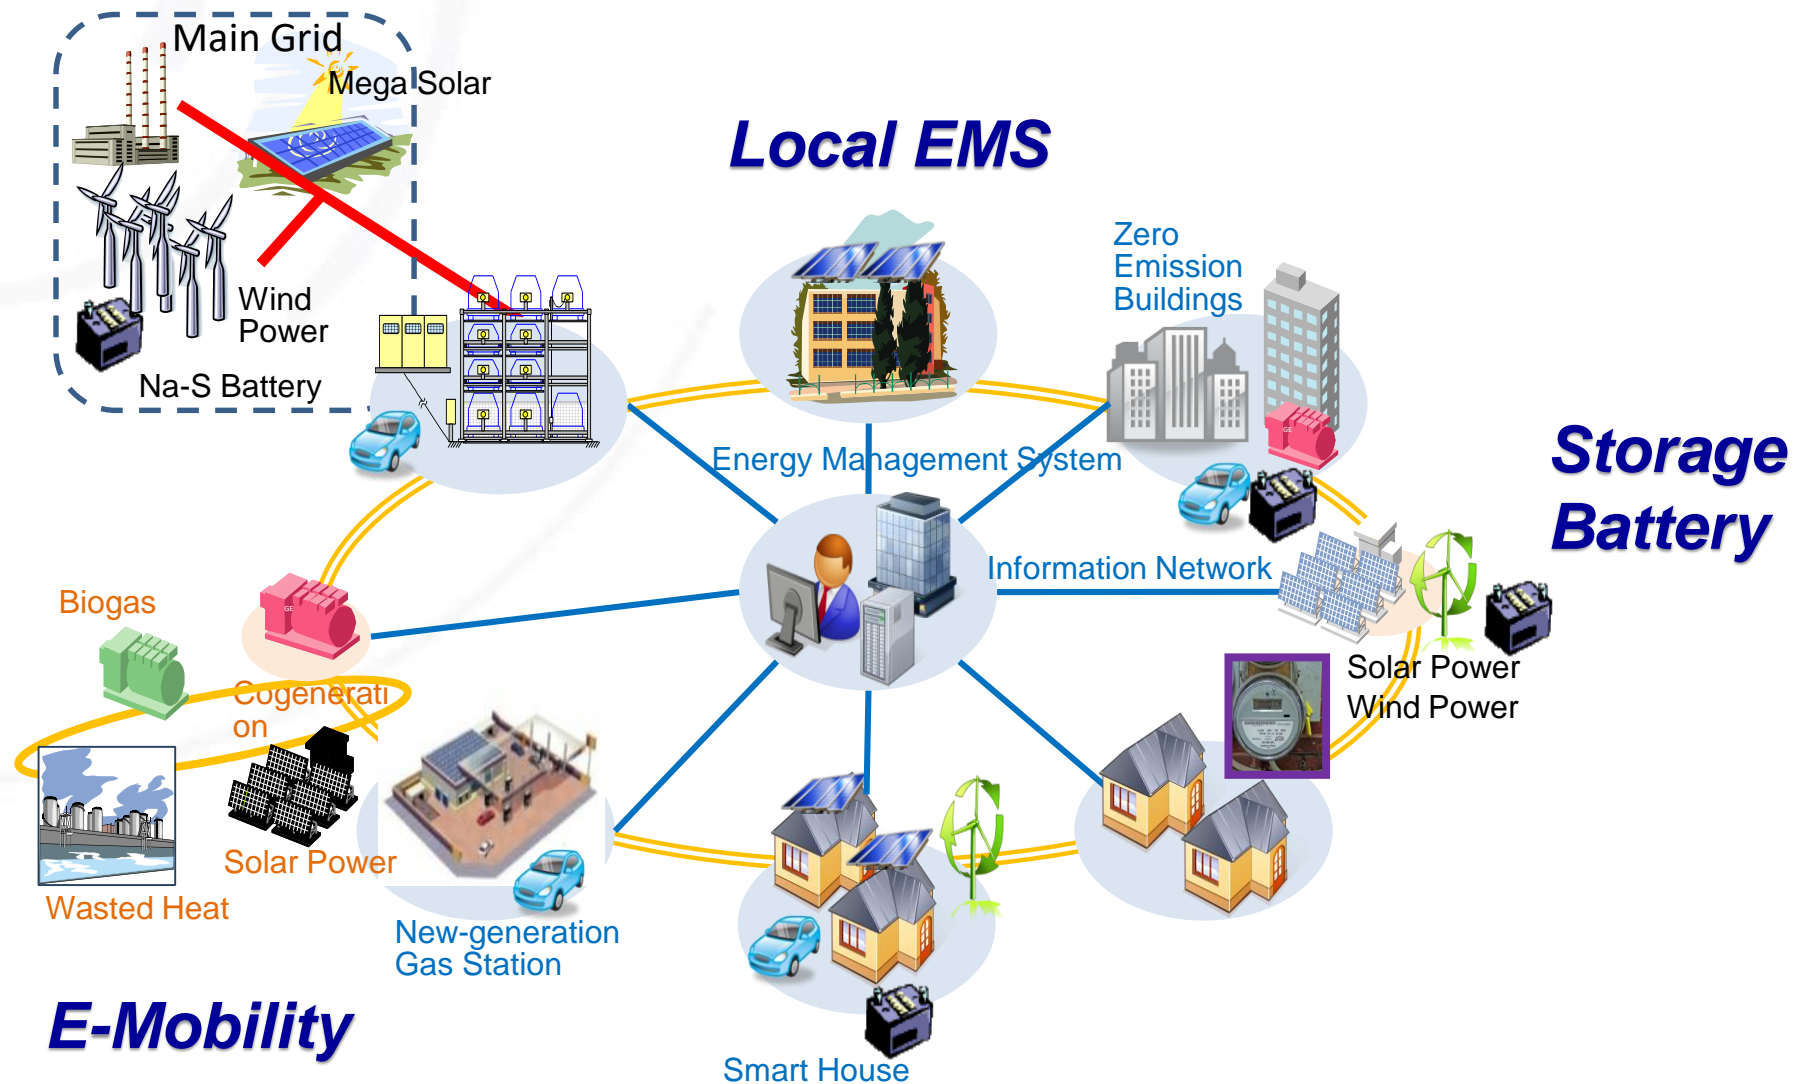 Main Grid
Mega Solar
Wind
Power
Na-S Battery
Local EMS
Zero
Emission
Buildings
Energy Management System
Storage
Battery
Information Network
GE
Biogas
GE
Cogenerati
on
Solar Power
Wind Power
Solar Power
Wasted Heat
New-generation
Gas Station
E-Mobility
Smart House